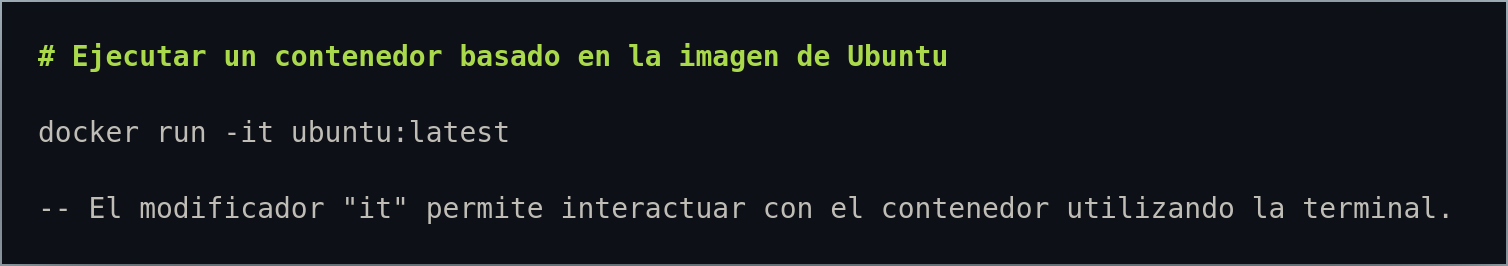 # Ejecutar un contenedor basado en la imagen de Ubuntu
docker run -it ubuntu:latest
-- El modificador "it" permite interactuar con el contenedor utilizando la terminal.